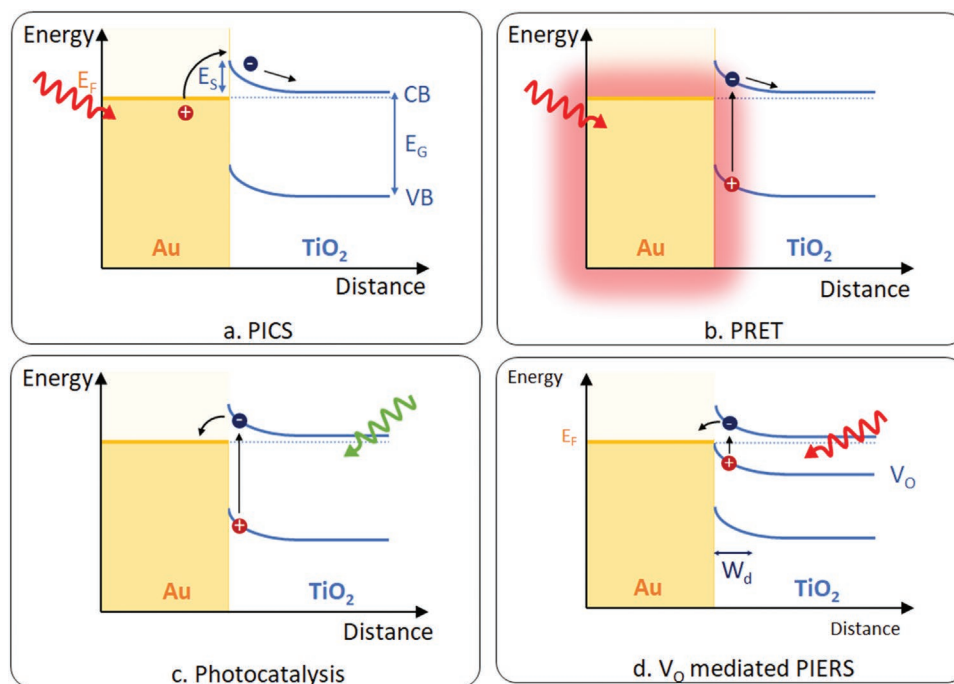 Energy
E_F
E_S
−
CB
+
E_G
VB
Au
TiO₂
Distance
a. PICS
Energy
−
+
Au
TiO₂
Distance
b. PRET
Energy
−
+
Au
TiO₂
Distance
c. Photocatalysis
Energy
−
E_F
+
V_O
W_d
Au
TiO₂
Distance
d. V_O mediated PIERS